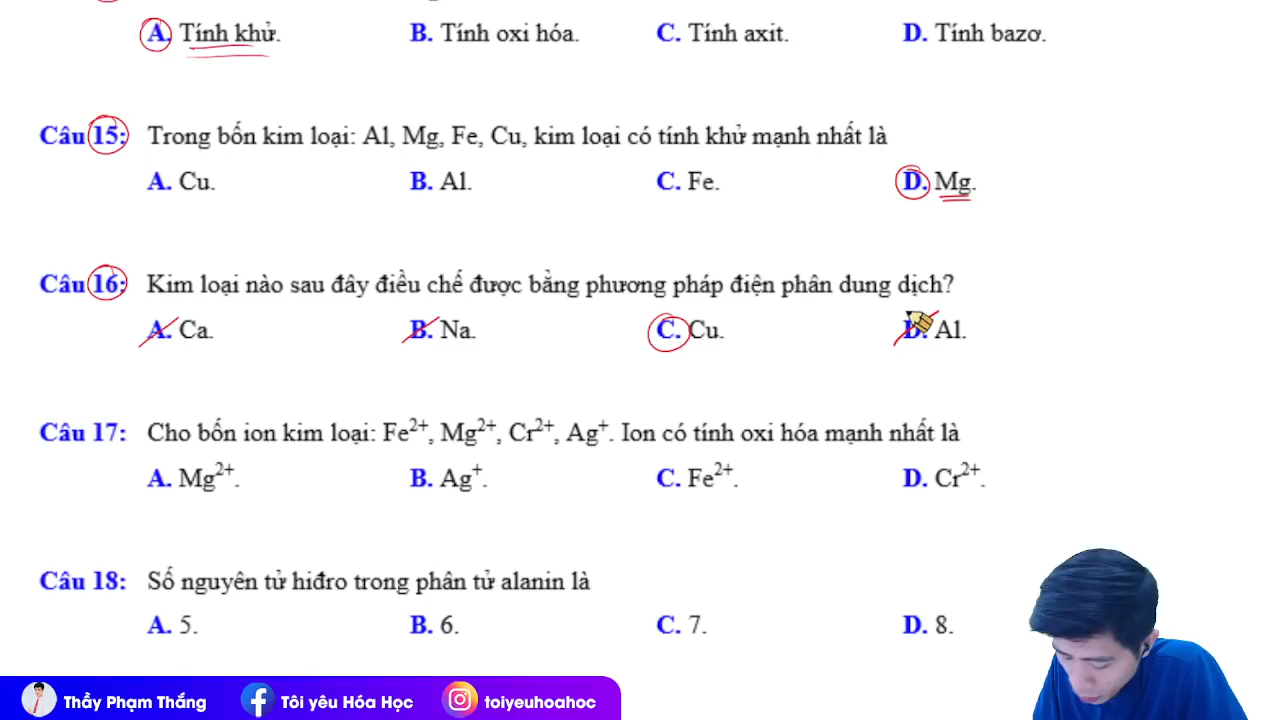 A. Tính khử. B. Tính oxi hóa. C. Tính axit. D. Tính bazơ.
Câu 15: Trong bốn kim loại: Al, Mg, Fe, Cu, kim loại có tính khử mạnh nhất là
A. Cu. B. Al. C. Fe. D. Mg.
Câu 16: Kim loại nào sau đây điều chế được bằng phương pháp điện phân dung dịch?
A. Ca. B. Na. C. Cu. D. Al.
Câu 17: Cho bốn ion kim loại: Fe²⁺, Mg²⁺, Cr²⁺, Ag⁺. Ion có tính oxi hóa mạnh nhất là
A. Mg²⁺. B. Ag⁺. C. Fe²⁺. D. Cr²⁺.
Câu 18: Số nguyên tử hiđro trong phân tử alanin là
A. 5. B. 6. C. 7. D. 8.
Thầy Phạm Thắng Tôi yêu Hóa Học toiyeuhoahoc